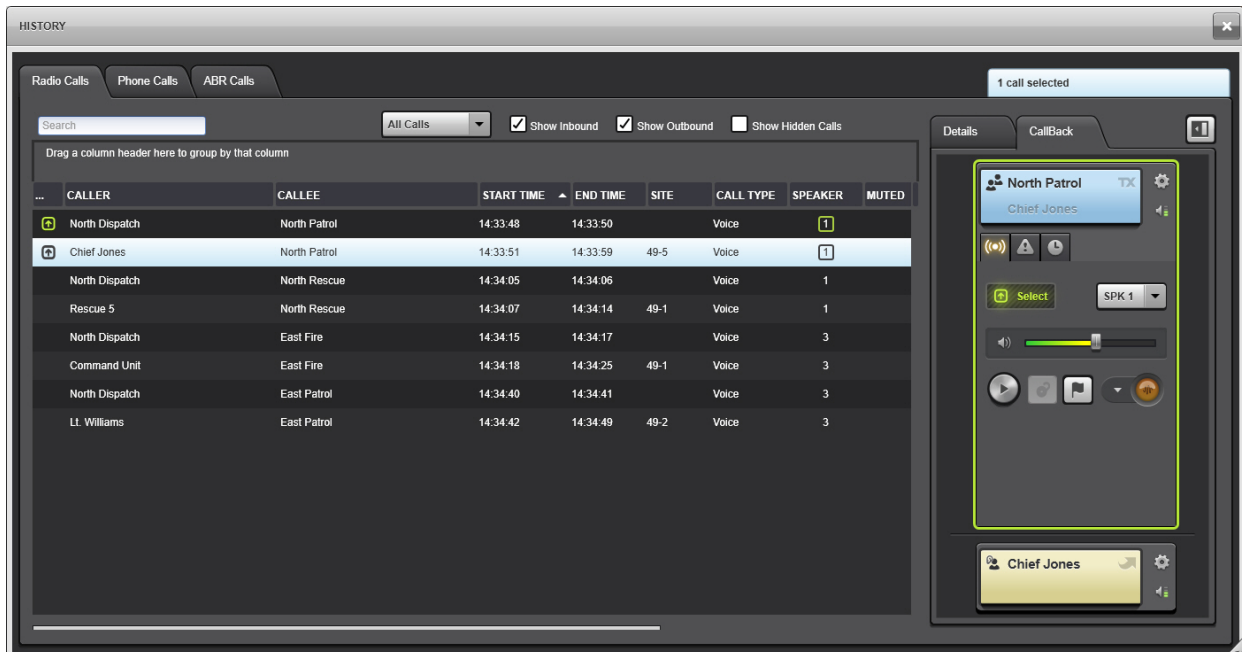 HISTORY
Radio Calls Phone Calls ABR Calls
1 call selected
Search
All Calls Show Inbound Show Outbound Show Hidden Calls
Details CallBack
Drag a column header here to group by that column
... CALLER CALLEE START TIME END TIME SITE CALL TYPE SPEAKER MUTED
North Dispatch North Patrol 14:33:48 14:33:50 Voice 1
Chief Jones North Patrol 14:33:51 14:33:59 49-5 Voice 1
North Dispatch North Rescue 14:34:05 14:34:06 Voice 1
Rescue 5 North Rescue 14:34:07 14:34:14 49-1 Voice 1
North Dispatch East Fire 14:34:15 14:34:17 Voice 3
Command Unit East Fire 14:34:18 14:34:25 49-1 Voice 3
North Dispatch East Patrol 14:34:40 14:34:41 Voice 3
Lt. Williams East Patrol 14:34:42 14:34:49 49-2 Voice 3
North Patrol TX
Chief Jones
Select SPK 1
Chief Jones